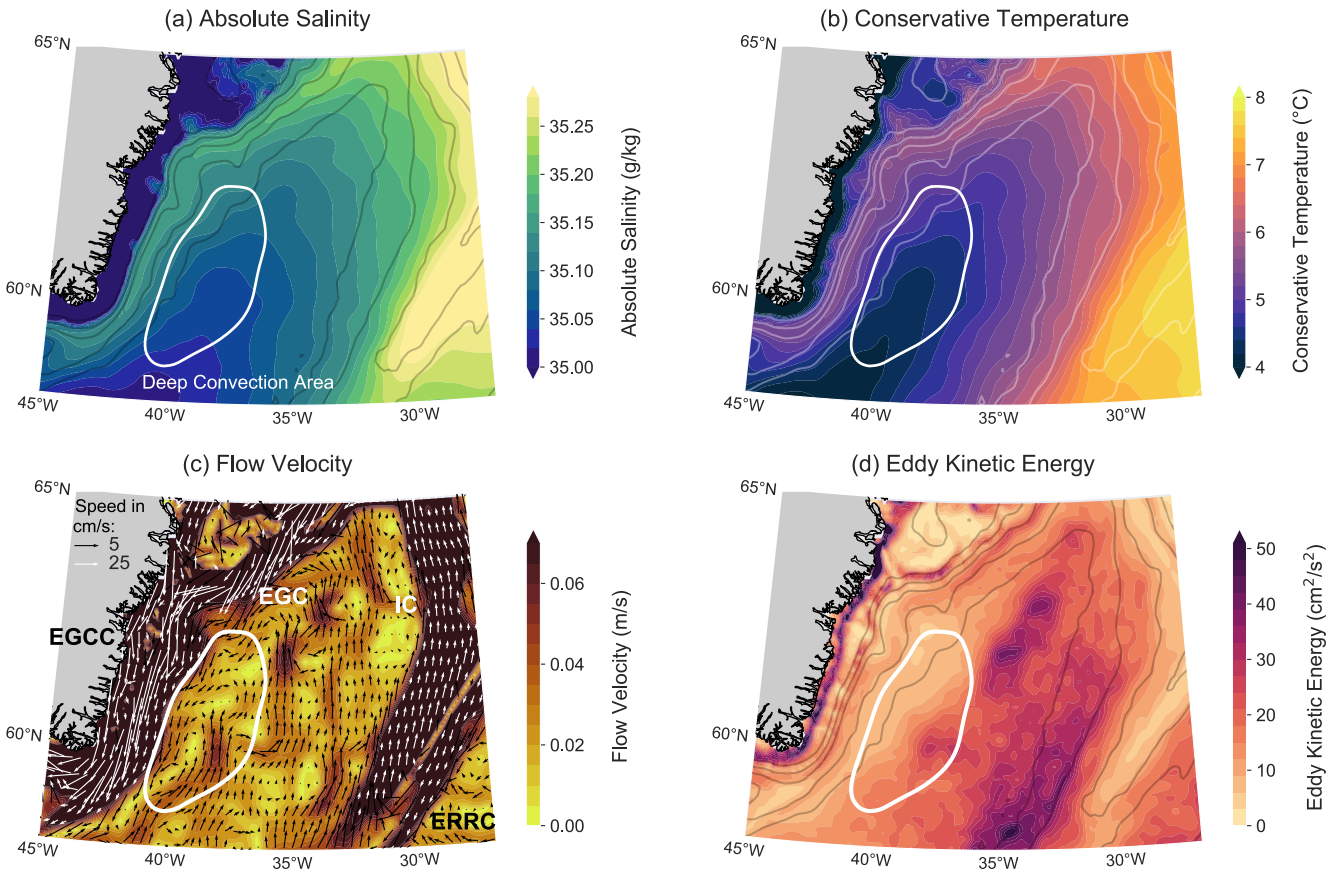 (a) Absolute Salinity
65°N
60°N
45°W
40°W
35°W
30°W
Deep Convection Area
35.25
35.20
35.15
35.10
35.05
35.00
Absolute Salinity (g/kg)
(b) Conservative Temperature
65°N
60°N
45°W
40°W
35°W
30°W
8
7
6
5
4
Conservative Temperature (°C)
(c) Flow Velocity
65°N
Speed in
cm/s:
5
25
EGC
IC
EGCC
60°N
ERRC
45°W
40°W
35°W
30°W
0.06
0.04
0.02
0.00
Flow Velocity (m/s)
(d) Eddy Kinetic Energy
65°N
60°N
45°W
40°W
35°W
30°W
50
40
30
20
10
0
Eddy Kinetic Energy (cm²/s²)